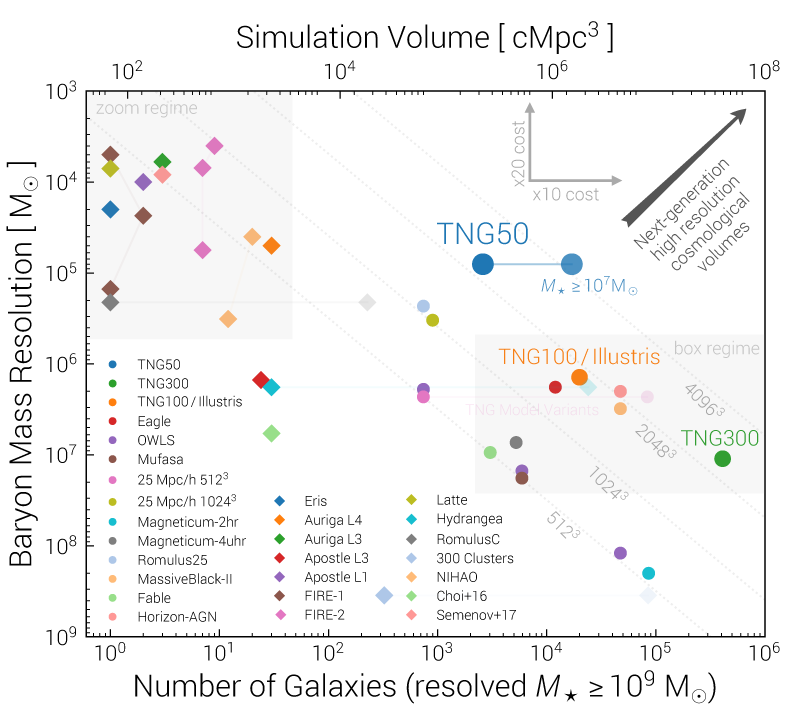 Simulation Volume [ cMpc³ ]
10² 10⁴ 10⁶ 10⁸
zoom regime
x20 cost
x10 cost
Next-generation
high resolution
cosmological
volumes
TNG50
M⋆ ≥10⁷M☉
box regime
TNG100/Illustris
TNG Model Variants
TNG300
4096³
2048³
1024³
512³
Baryon Mass Resolution [ M☉ ]
10³
10⁴
10⁵
10⁶
10⁷
10⁸
10⁹
TNG50
TNG300
TNG100/Illustris
Eagle
OWLS
Mufasa
25 Mpc/h 512³
25 Mpc/h 1024³
Magneticum-2hr
Magneticum-4uhr
Romulus25
MassiveBlack-II
Fable
Horizon-AGN
Eris
Auriga L4
Auriga L3
Apostle L3
Apostle L1
FIRE-1
FIRE-2
Latte
Hydrangea
RomulusC
300 Clusters
NIHAO
Choi+16
Semenov+17
10⁰ 10¹ 10² 10³ 10⁴ 10⁵ 10⁶
Number of Galaxies (resolved M⋆ ≥ 10⁹ M☉)